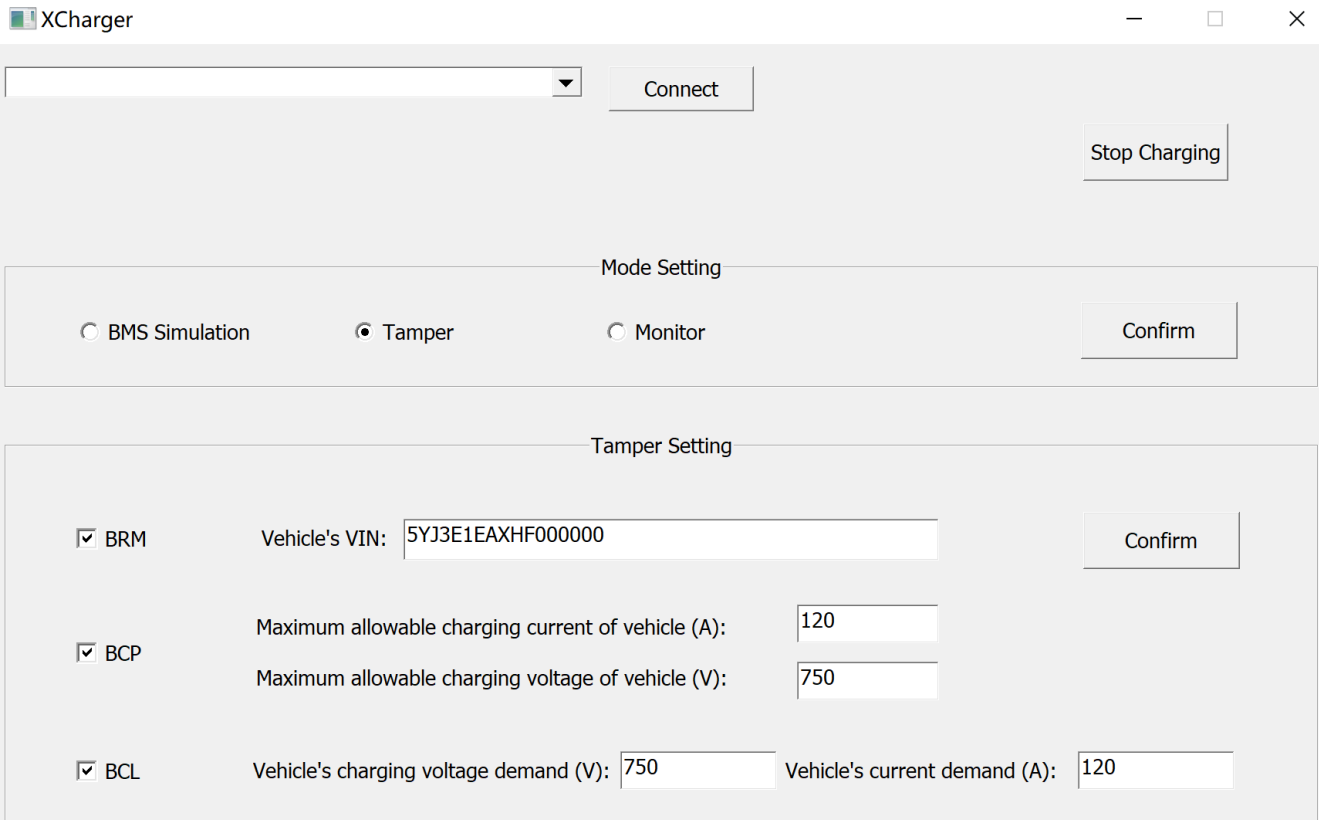 XCharger
Connect
Stop Charging
Mode Setting
BMS Simulation Tamper Monitor Confirm
Tamper Setting
BRM Vehicle's VIN: 5YJ3E1EAXHF000000 Confirm
Maximum allowable charging current of vehicle (A): 120
BCP
Maximum allowable charging voltage of vehicle (V): 750
BCL Vehicle's charging voltage demand (V): 750 Vehicle's current demand (A): 120